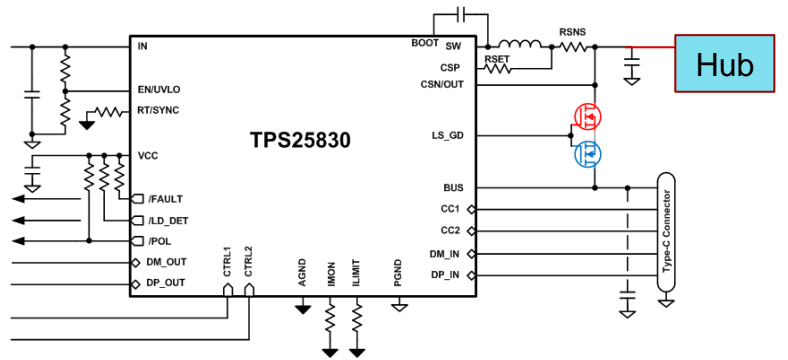 BOOT
SW
RSNS
IN
CSP
RSET
Hub
EN/UVLO
CSN/OUT
RT/SYNC
TPS25830
LS_GD
VCC
BUS
/FAULT
CC1
/LD_DET
CC2
/POL
DM_OUT
DM_IN
DP_OUT
DP_IN
CTRL1
CTRL2
AGND
IMON
ILIMIT
PGND
Type-C Connector